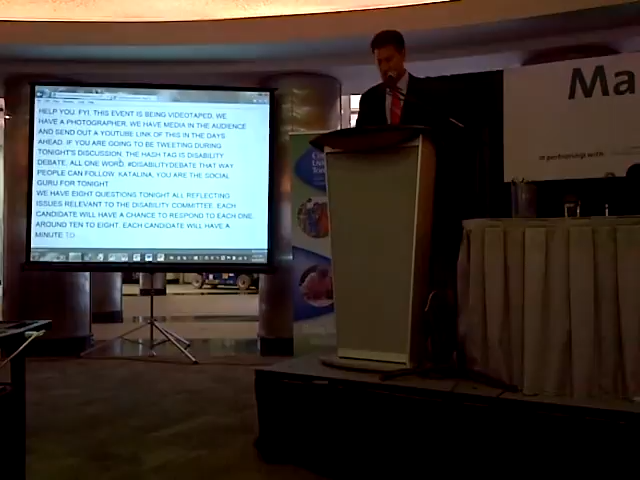 HELP YOU. FYI. THIS EVENT IS BEING VIDEOTAPED, WE
HAVE A PHOTOGRAPHER, WE HAVE MEDIA IN THE AUDIENCE
AND SEND OUT A YOUTUBE LINK OF THIS IN THE DAYS
AHEAD. IF YOU ARE GOING TO BE TWEETING DURING
TONIGHT'S DISCUSSION, THE HASH TAG IS DISABILITY
DEBATE, ALL ONE WORD. #DISABILITYDEBATE THAT WAY
PEOPLE CAN FOLLOW. KATALINA, YOU ARE THE SOCIAL
GURU FOR TONIGHT.
WE HAVE EIGHT QUESTIONS TONIGHT ALL REFLECTING
ISSUES RELEVANT TO THE DISABILITY COMMITTEE. EACH
CANDIDATE WILL HAVE A CHANCE TO RESPOND TO EACH ONE.
AROUND TEN TO EIGHT. EACH CANDIDATE WILL HAVE A
MINUTE TO
Ma
in partnership with